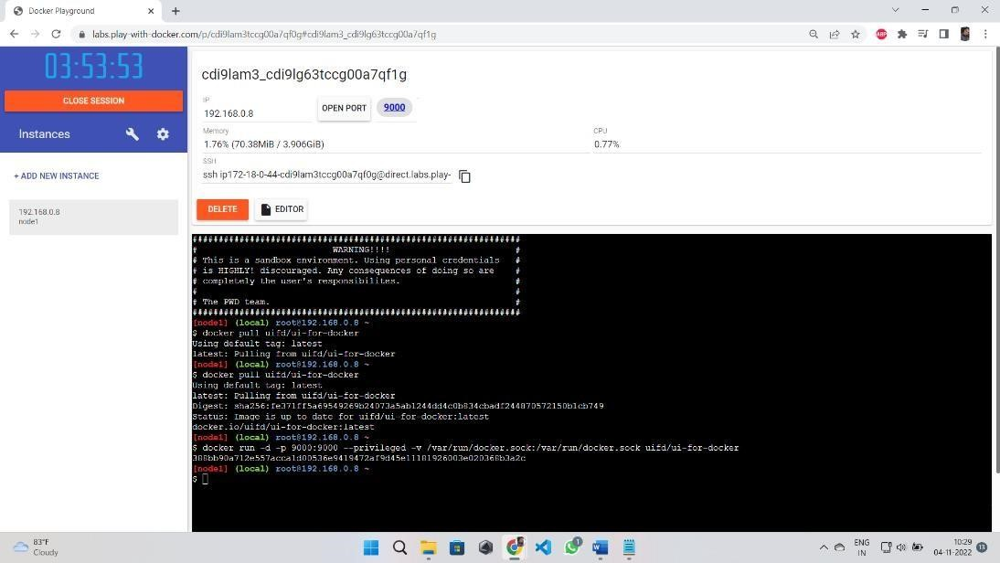 Docker Playground
labs.play-with-docker.com/p/cdi9lam3tccg00a7qf0g#cdi9lam3_cdi9lg63tccg00a7qf1g
03:53:53
CLOSE SESSION
Instances
+ ADD NEW INSTANCE
192.168.0.8
node1
cdi9lam3_cdi9lg63tccg00a7qf1g
IP
192.168.0.8
OPEN PORT
9000
Memory
1.76% (70.38MiB / 3.906GiB)
CPU
0.77%
SSH
ssh ip172-18-0-44-cdi9lam3tccg00a7qf0g@direct.labs.play-
DELETE
EDITOR
###############################################################
#                          WARNING!!!!                        #
# This is a sandbox environment. Using personal credentials   #
# is HIGHLY! discouraged. Any consequences of doing so are    #
# completely the user's responsibilites.                      #
#                                                             #
# The PWD team.                                               #
###############################################################
[node1] (local) root@192.168.0.8 ~
$ docker pull uifd/ui-for-docker
Using default tag: latest
latest: Pulling from uifd/ui-for-docker
[node1] (local) root@192.168.0.8 ~
$ docker pull uifd/ui-for-docker
Using default tag: latest
latest: Pulling from uifd/ui-for-docker
Digest: sha256:fe371ff5a69549269b24073a5ab1244dd4c0b834cbadf244870572150b1cb749
Status: Image is up to date for uifd/ui-for-docker:latest
docker.io/uifd/ui-for-docker:latest
[node1] (local) root@192.168.0.8 ~
$ docker run -d -p 9000:9000 --privileged -v /var/run/docker.sock:/var/run/docker.sock uifd/ui-for-docker
388bb90a712e557acca1d00536e9419472af9d45e11181926003e020368b3a2c
[node1] (local) root@192.168.0.8 ~
$
83°F
Cloudy
ENG
IN
10:29
04-11-2022
13
ABP
1